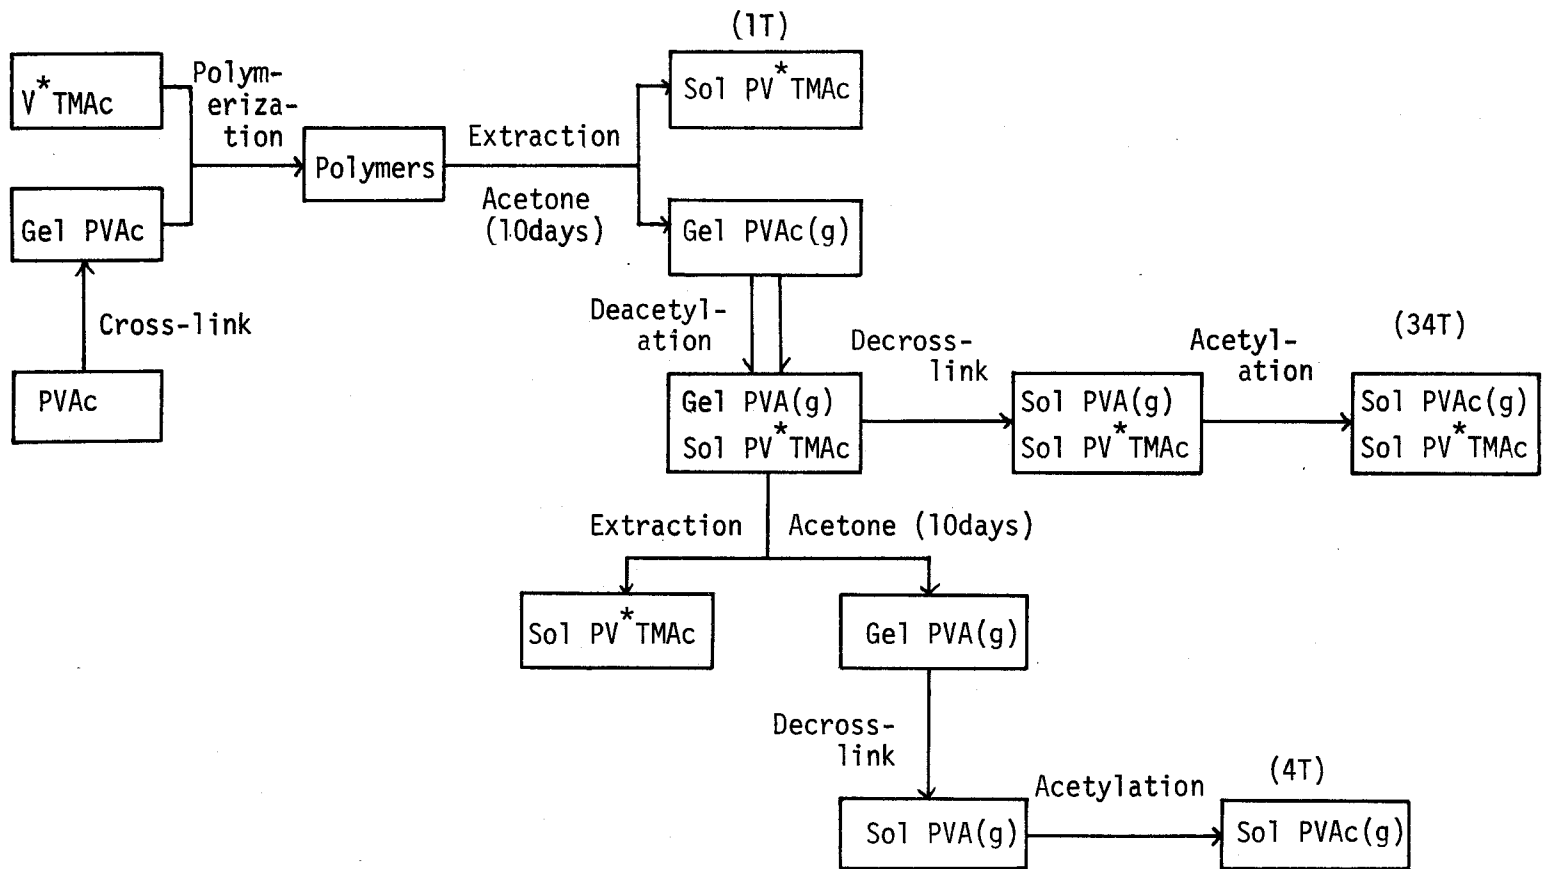 (1T)
V*TMAc
Polym-
eriza-
tion
Sol PV*TMAc
Polymers
Extraction
Acetone
(10days)
Gel PVAc
Gel PVAc(g)
Cross-link
PVAc
Deacetyl-
ation
Decross-
link
Acetyl-
ation
(34T)
Gel PVA(g)
Sol PV*TMAc
Sol PVA(g)
Sol PV*TMAc
Sol PVAc(g)
Sol PV*TMAc
Extraction
Acetone (10days)
Sol PV*TMAc
Gel PVA(g)
Decross-
link
Sol PVA(g)
Acetylation
(4T)
Sol PVAc(g)